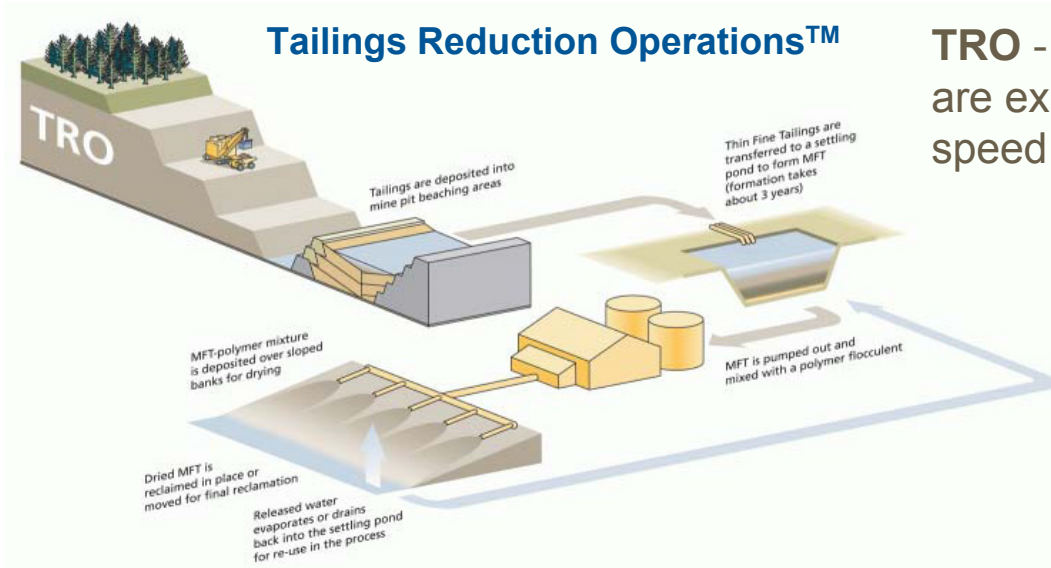 Tailings Reduction Operations™
TRO -
are ex
speed
TRO
Tailings are deposited into
mine pit beaching areas
Thin Fine Tailings are
transferred to a settling
pond to form MFT
(formation takes
about 3 years)
MFT is pumped out and
mixed with a polymer flocculent
MFT-polymer mixture
is deposited over sloped
banks for drying
Dried MFT is
reclaimed in place or
moved for final reclamation
Released water
evaporates or drains
back into the settling pond
for re-use in the process